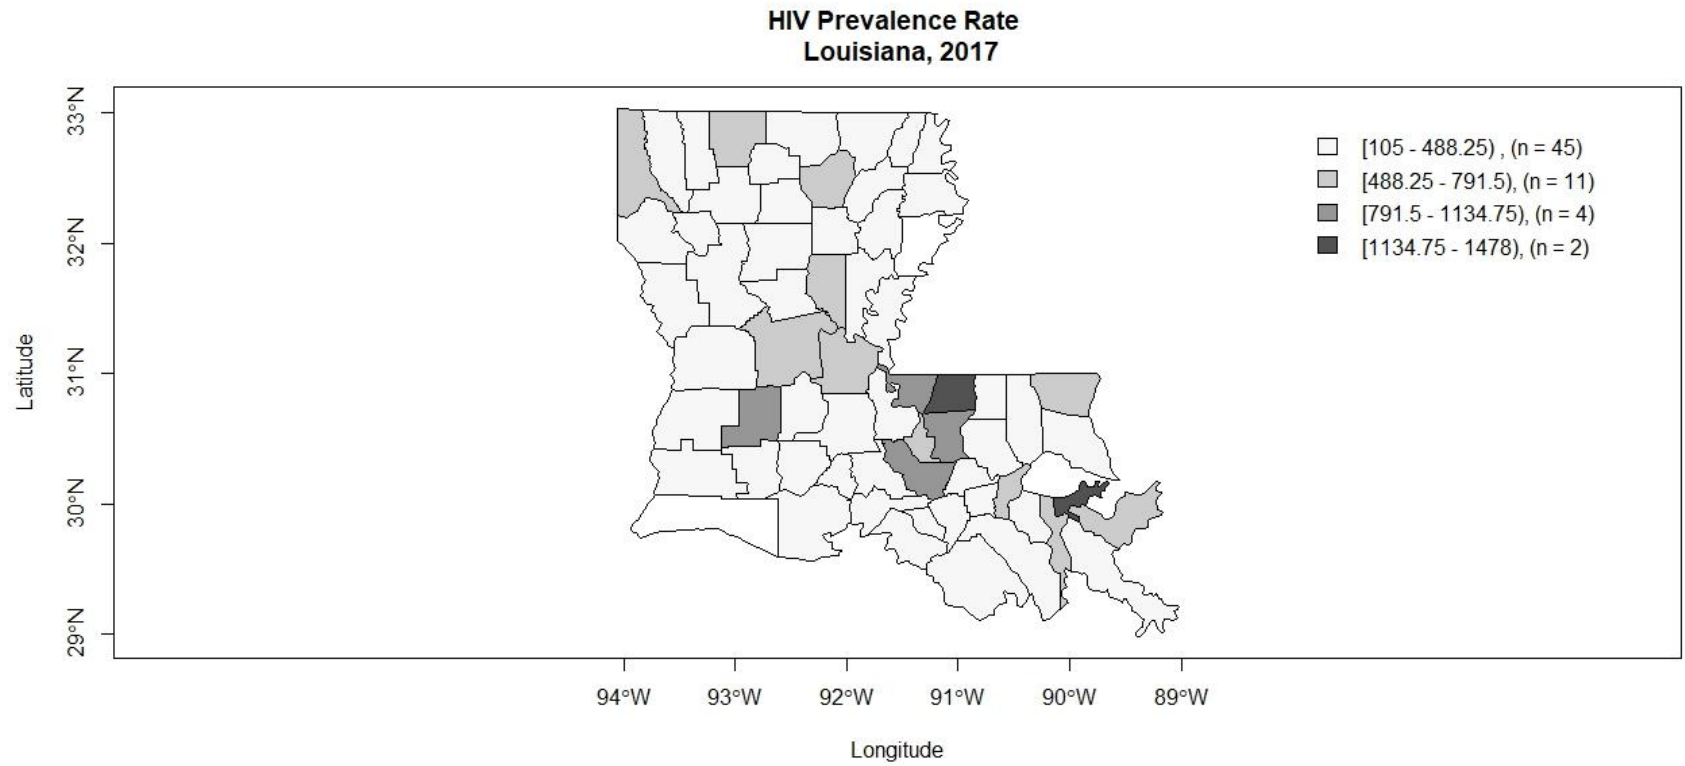 HIV Prevalence Rate
Louisiana, 2017
33°N
32°N
31°N
30°N
29°N
Latitude
[105 - 488.25) , (n = 45)
[488.25 - 791.5), (n = 11)
[791.5 - 1134.75), (n = 4)
[1134.75 - 1478), (n = 2)
94°W 93°W 92°W 91°W 90°W 89°W
Longitude